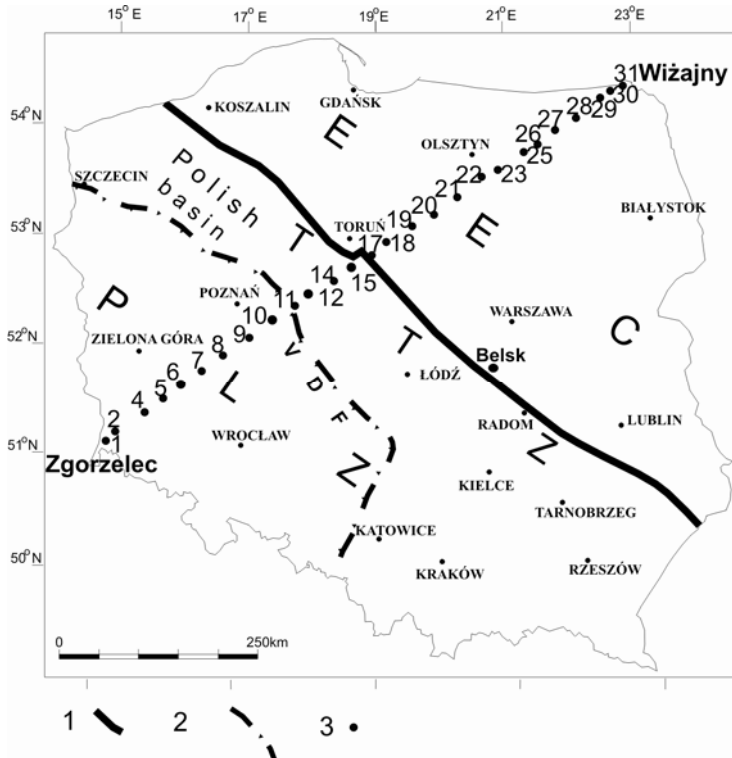 15°E 17°E 19°E 21°E 23°E
54°N
53°N
52°N
51°N
50°N
KOSZALIN
GDAŃSK
31 Wiżajny
30
29
28
27
26
25
OLSZTYN
22
23
21
20
19
18
17
SZCZECIN
Polish
basin
TORUŃ
BIAŁYSTOK
E
E
C
T
T
Z
14
15
12
11
10
POZNAŃ
9
8
7
6
5
4
2
1
P
L
Z
ZIELONA GÓRA
WARSZAWA
Belsk
V D F Z
ŁÓDŹ
RADOM
LUBLIN
WROCŁAW
Zgorzelec
KIELCE
TARNOBRZEG
KATOWICE
KRAKÓW
RZESZÓW
0 250km
1 2 3